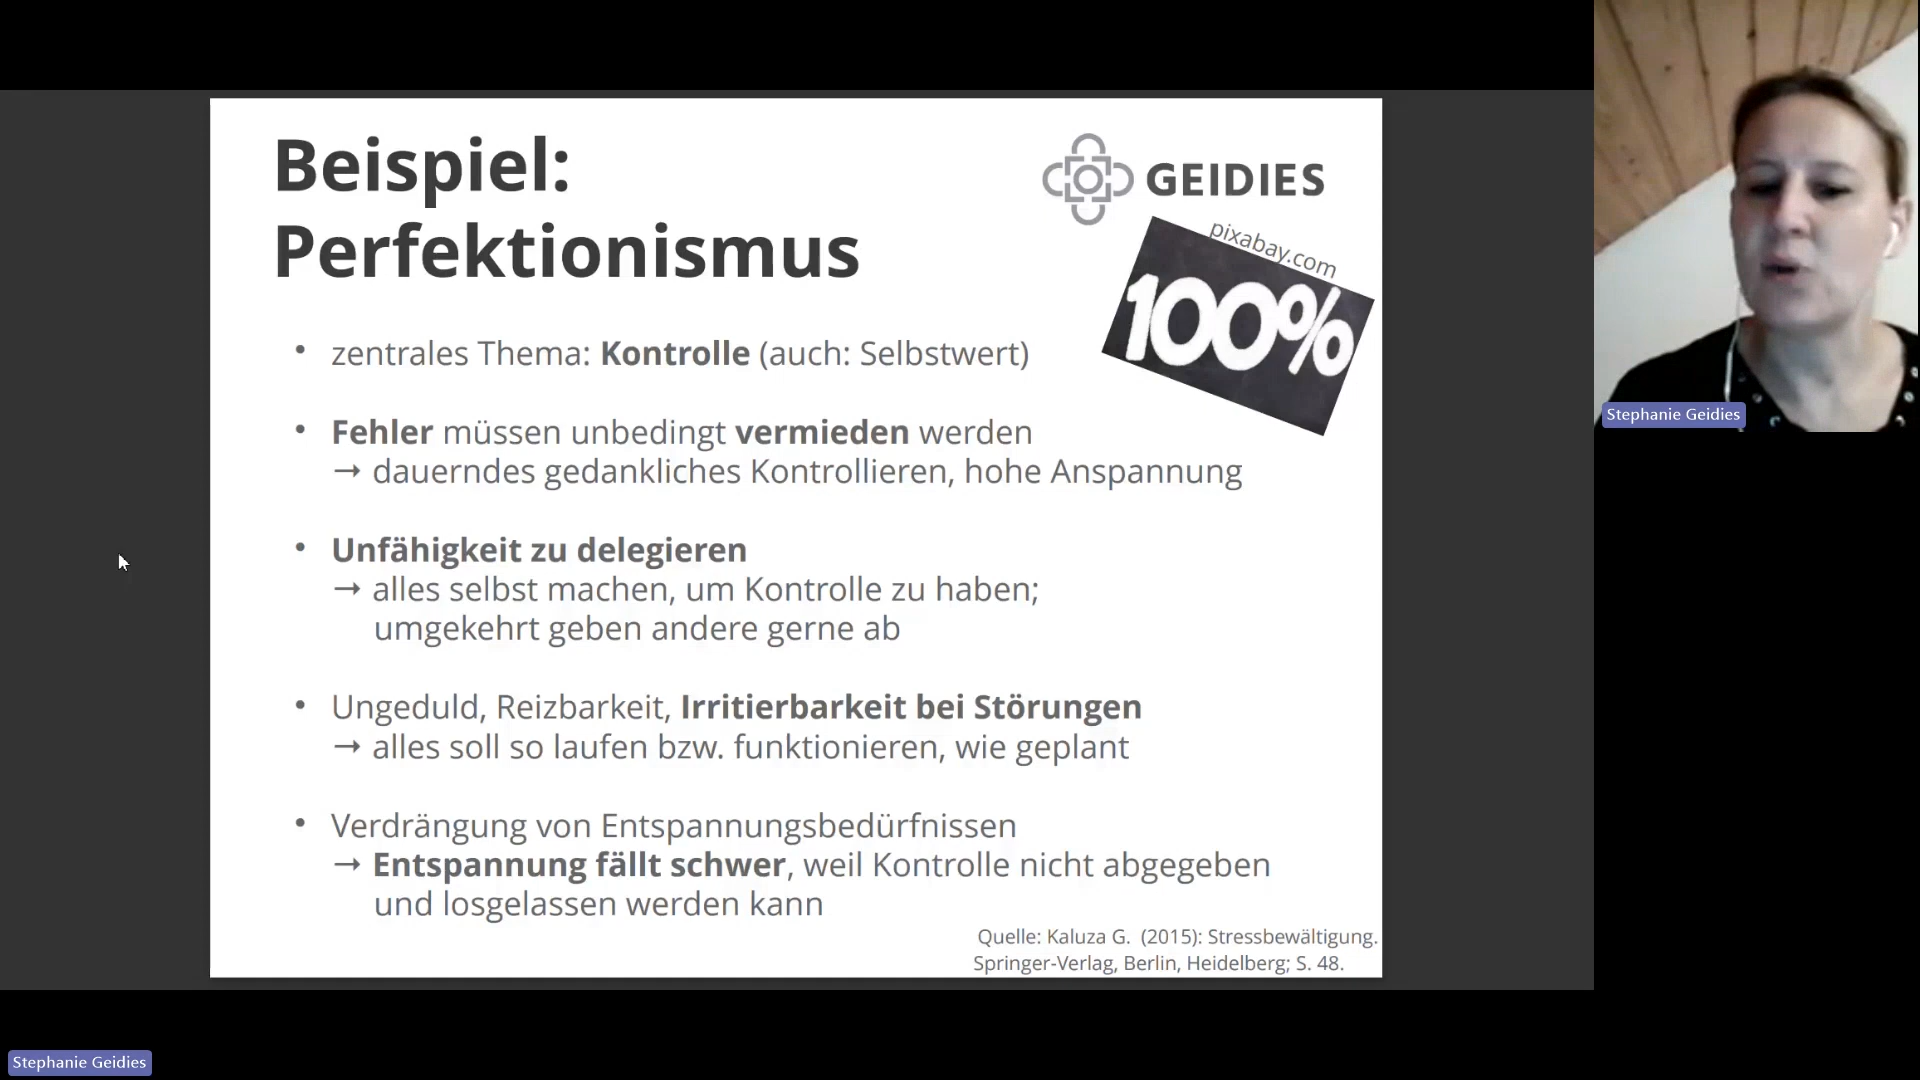 Beispiel:
Perfektionismus
GEIDIES
pixabay.com
100%
• zentrales Thema: Kontrolle (auch: Selbstwert)
• Fehler müssen unbedingt vermieden werden
→ dauerndes gedankliches Kontrollieren, hohe Anspannung
• Unfähigkeit zu delegieren
→ alles selbst machen, um Kontrolle zu haben;
umgekehrt geben andere gerne ab
• Ungeduld, Reizbarkeit, Irritierbarkeit bei Störungen
→ alles soll so laufen bzw. funktionieren, wie geplant
• Verdrängung von Entspannungsbedürfnissen
→ Entspannung fällt schwer, weil Kontrolle nicht abgegeben
und losgelassen werden kann
Quelle: Kaluza G. (2015): Stressbewältigung.
Springer-Verlag, Berlin, Heidelberg; S. 48.
Stephanie Geidies
Stephanie Geidies